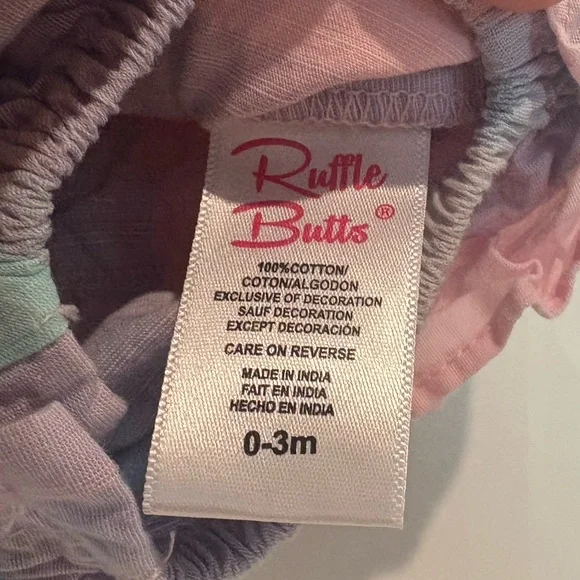 Ruffle
Butts®
100%COTTON/
COTON/ALGODON
EXCLUSIVE OF DECORATION
SAUF DECORATION
EXCEPT DECORACIÓN
CARE ON REVERSE
MADE IN INDIA
FAIT EN INDIA
HECHO EN INDIA
0-3m